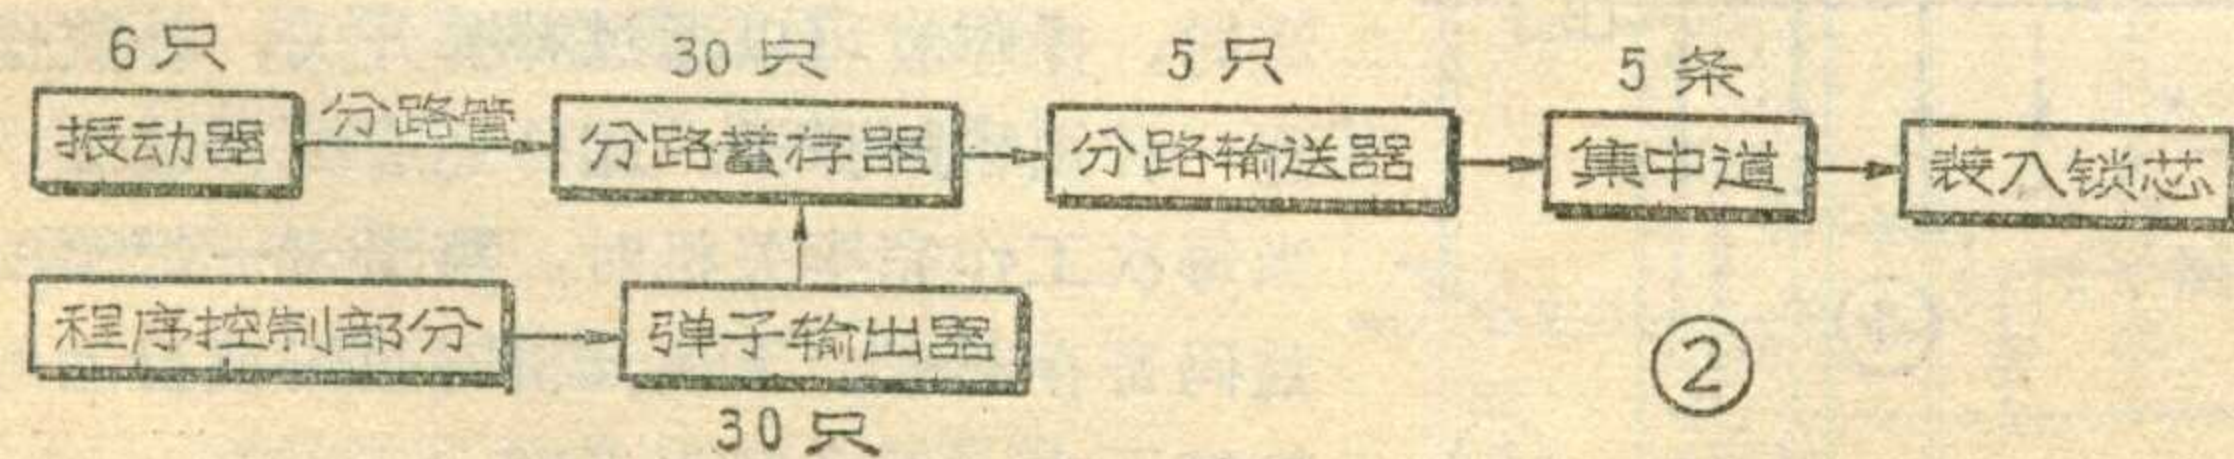 6只
振动器
分路管
30只
分路蓄存器
5只
分路输送器
5条
集中道
装入锁芯
程序控制部分
弹子输出器
30只
②